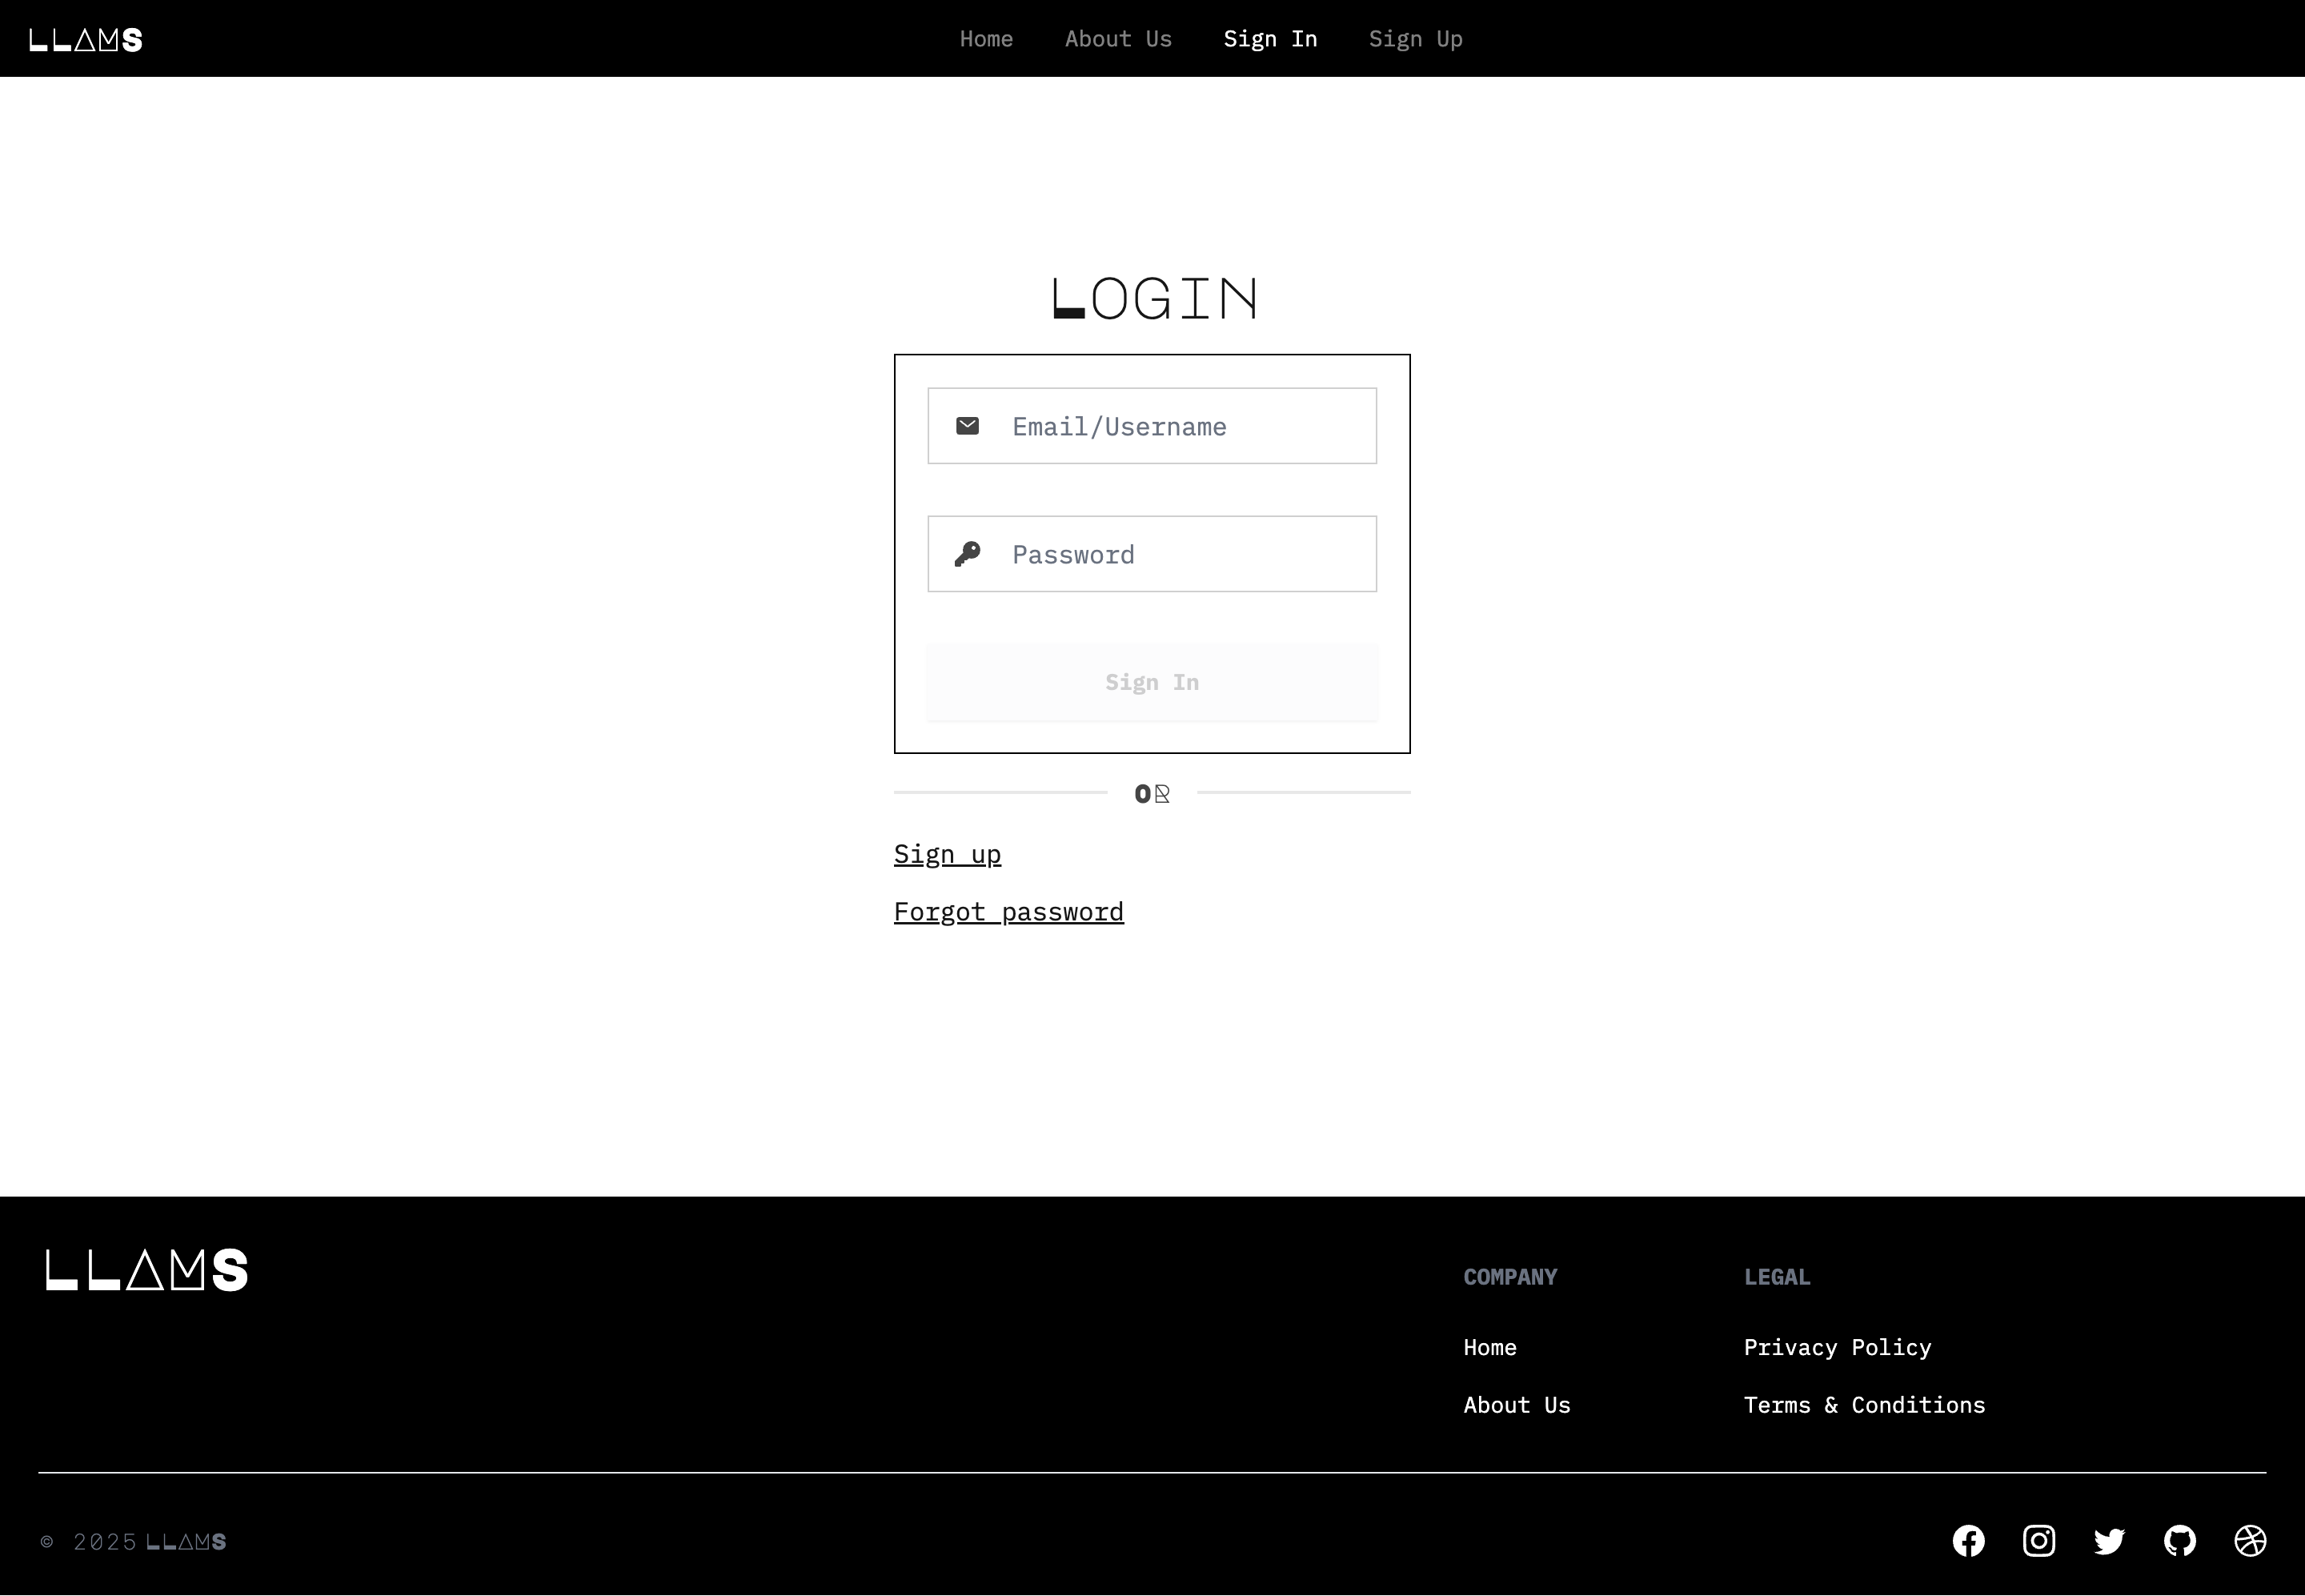 LLAMS
Home About Us Sign In Sign Up
LOGIN
Email/Username
Password
Sign In
OR
Sign up
Forgot password
LLAMS
COMPANY
Home
About Us
LEGAL
Privacy Policy
Terms & Conditions
© 2025 LLAMS